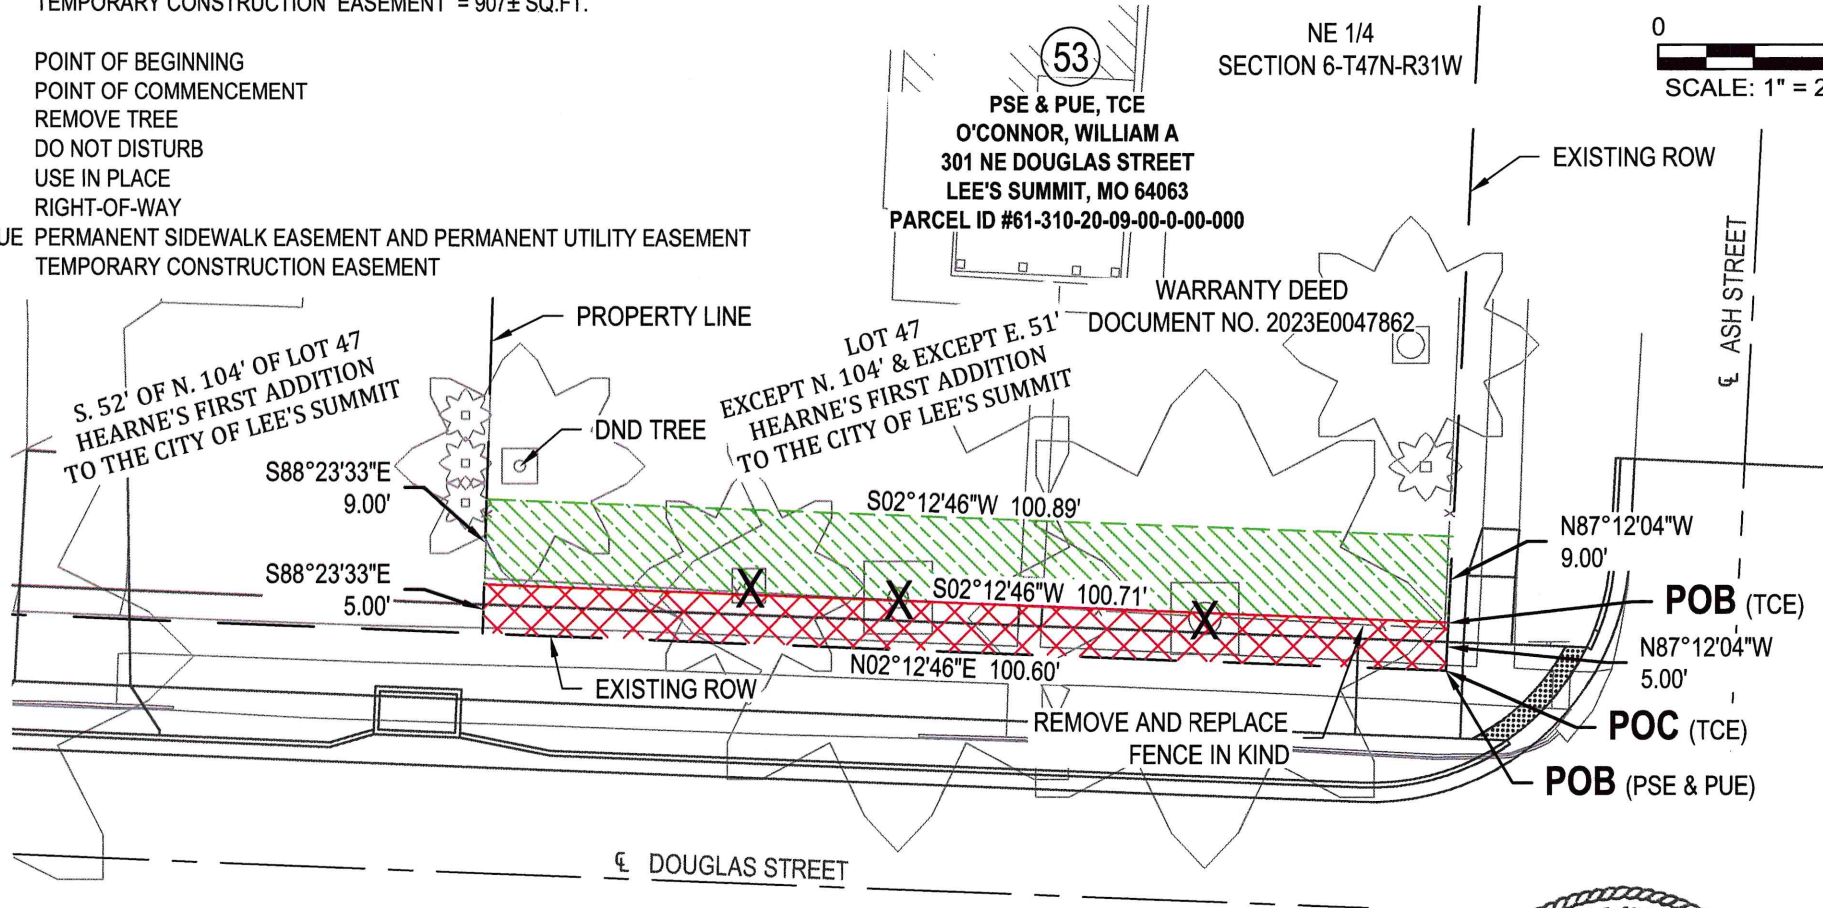 TEMPORARY CONSTRUCTION EASEMENT = 907± SQ.FT.
POINT OF BEGINNING
POINT OF COMMENCEMENT
REMOVE TREE
DO NOT DISTURB
USE IN PLACE
RIGHT-OF-WAY
UE PERMANENT SIDEWALK EASEMENT AND PERMANENT UTILITY EASEMENT
TEMPORARY CONSTRUCTION EASEMENT
53
PSE & PUE, TCE
O'CONNOR, WILLIAM A
301 NE DOUGLAS STREET
LEE'S SUMMIT, MO 64063
PARCEL ID #61-310-20-09-00-0-00-000
NE 1/4
SECTION 6-T47N-R31W
0
SCALE: 1" = 2
EXISTING ROW
℄ ASH STREET
WARRANTY DEED
DOCUMENT NO. 2023E0047862
PROPERTY LINE
S. 52' OF N. 104' OF LOT 47
HEARNE'S FIRST ADDITION
TO THE CITY OF LEE'S SUMMIT
LOT 47
EXCEPT N. 104' & EXCEPT E. 51'
HEARNE'S FIRST ADDITION
TO THE CITY OF LEE'S SUMMIT
DND TREE
S88°23'33"E
9.00'
S02°12'46"W 100.89'
N87°12'04"W
9.00'
S88°23'33"E
5.00'
S02°12'46"W 100.71'
X
X
X
POB (TCE)
N02°12'46"E 100.60'
N87°12'04"W
5.00'
EXISTING ROW
REMOVE AND REPLACE
FENCE IN KIND
POC (TCE)
POB (PSE & PUE)
℄ DOUGLAS STREET